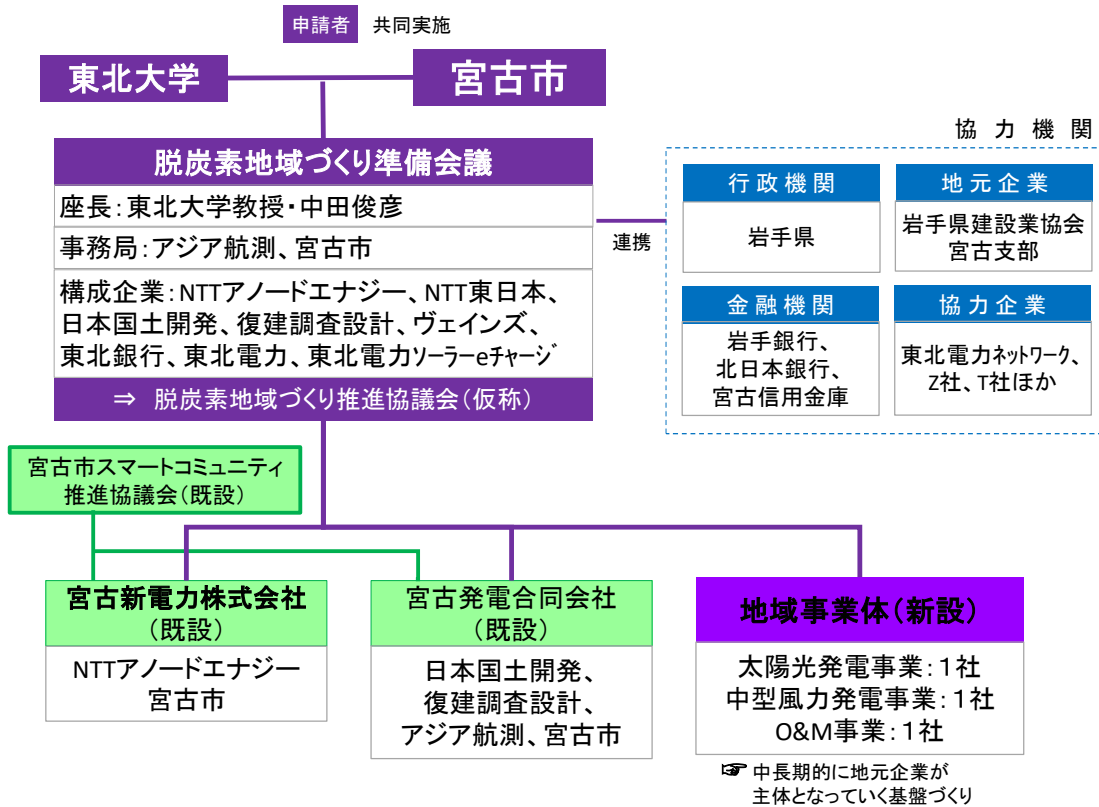 申請者 共同実施
東北大学
宮古市
脱炭素地域づくり準備会議
座長：東北大学教授・中田俊彦
事務局：アジア航測、宮古市
構成企業：NTTアノードエナジー、NTT東日本、
日本国土開発、復建調査設計、ヴェインズ、
東北銀行、東北電力、東北電力ソーラーeチャージ
⇒ 脱炭素地域づくり推進協議会（仮称）
連携
協力機関
行政機関
岩手県
地元企業
岩手県建設業協会
宮古支部
金融機関
岩手銀行、
北日本銀行、
宮古信用金庫
協力企業
東北電力ネットワーク、
Z社、T社ほか
宮古市スマートコミュニティ
推進協議会（既設）
宮古新電力株式会社
（既設）
NTTアノードエナジー
宮古市
宮古発電合同会社
（既設）
日本国土開発、
復建調査設計、
アジア航測、宮古市
地域事業体（新設）
太陽光発電事業：１社
中型風力発電事業：１社
O&M事業：１社
☞ 中長期的に地元企業が
主体となっていく基盤づくり